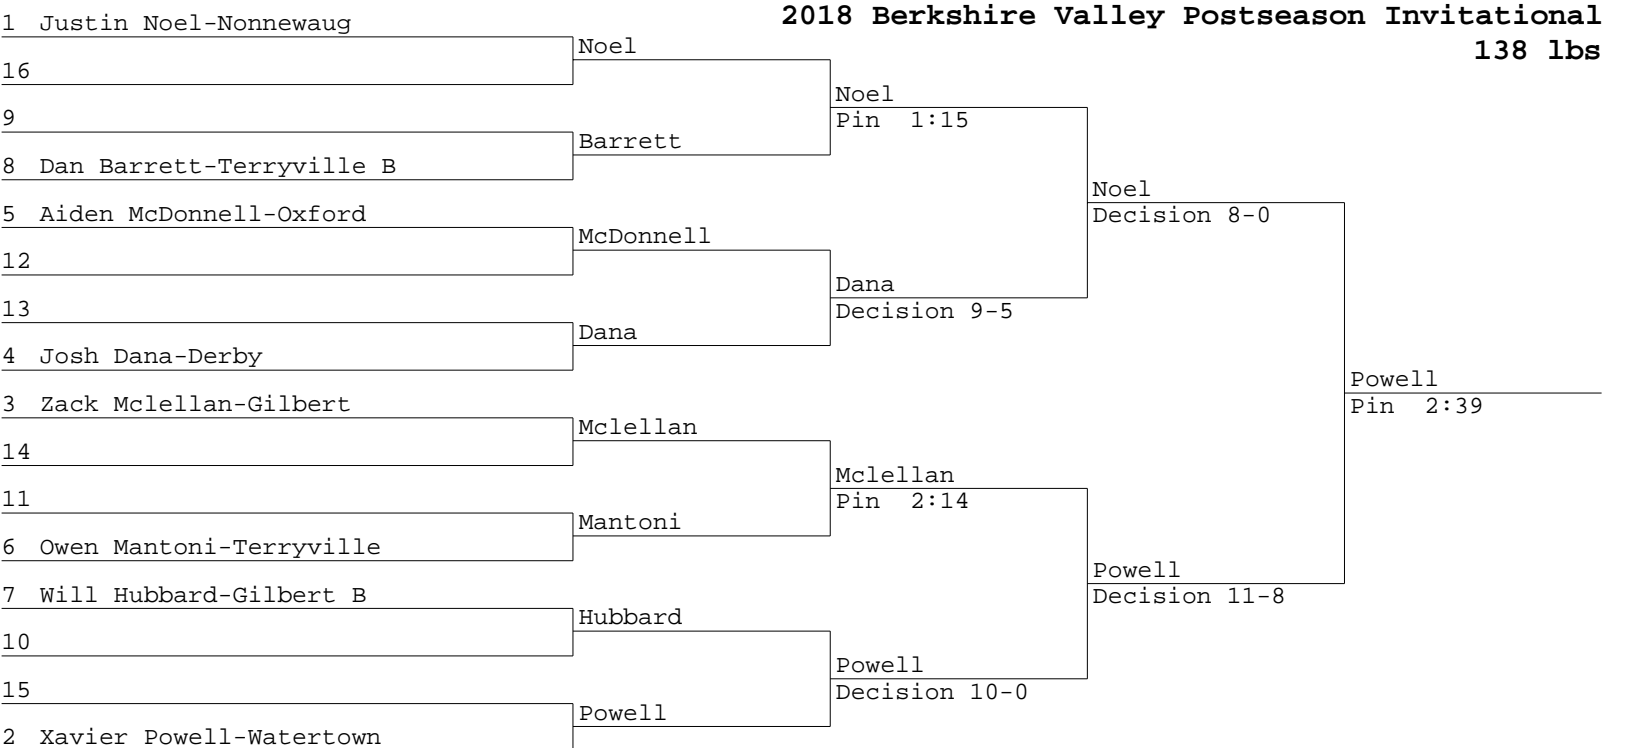 2018 Berkshire Valley Postseason Invitational
138 lbs
1 Justin Noel-Nonnewaug
Noel
16
Noel
Pin 1:15
9
Barrett
8 Dan Barrett-Terryville B
Noel
Decision 8-0
5 Aiden McDonnell-Oxford
McDonnell
12
Dana
Decision 9-5
13
Dana
4 Josh Dana-Derby
Powell
Pin 2:39
3 Zack Mclellan-Gilbert
Mclellan
14
Mclellan
Pin 2:14
11
Mantoni
6 Owen Mantoni-Terryville
Powell
Decision 11-8
7 Will Hubbard-Gilbert B
Hubbard
10
Powell
Decision 10-0
15
Powell
2 Xavier Powell-Watertown